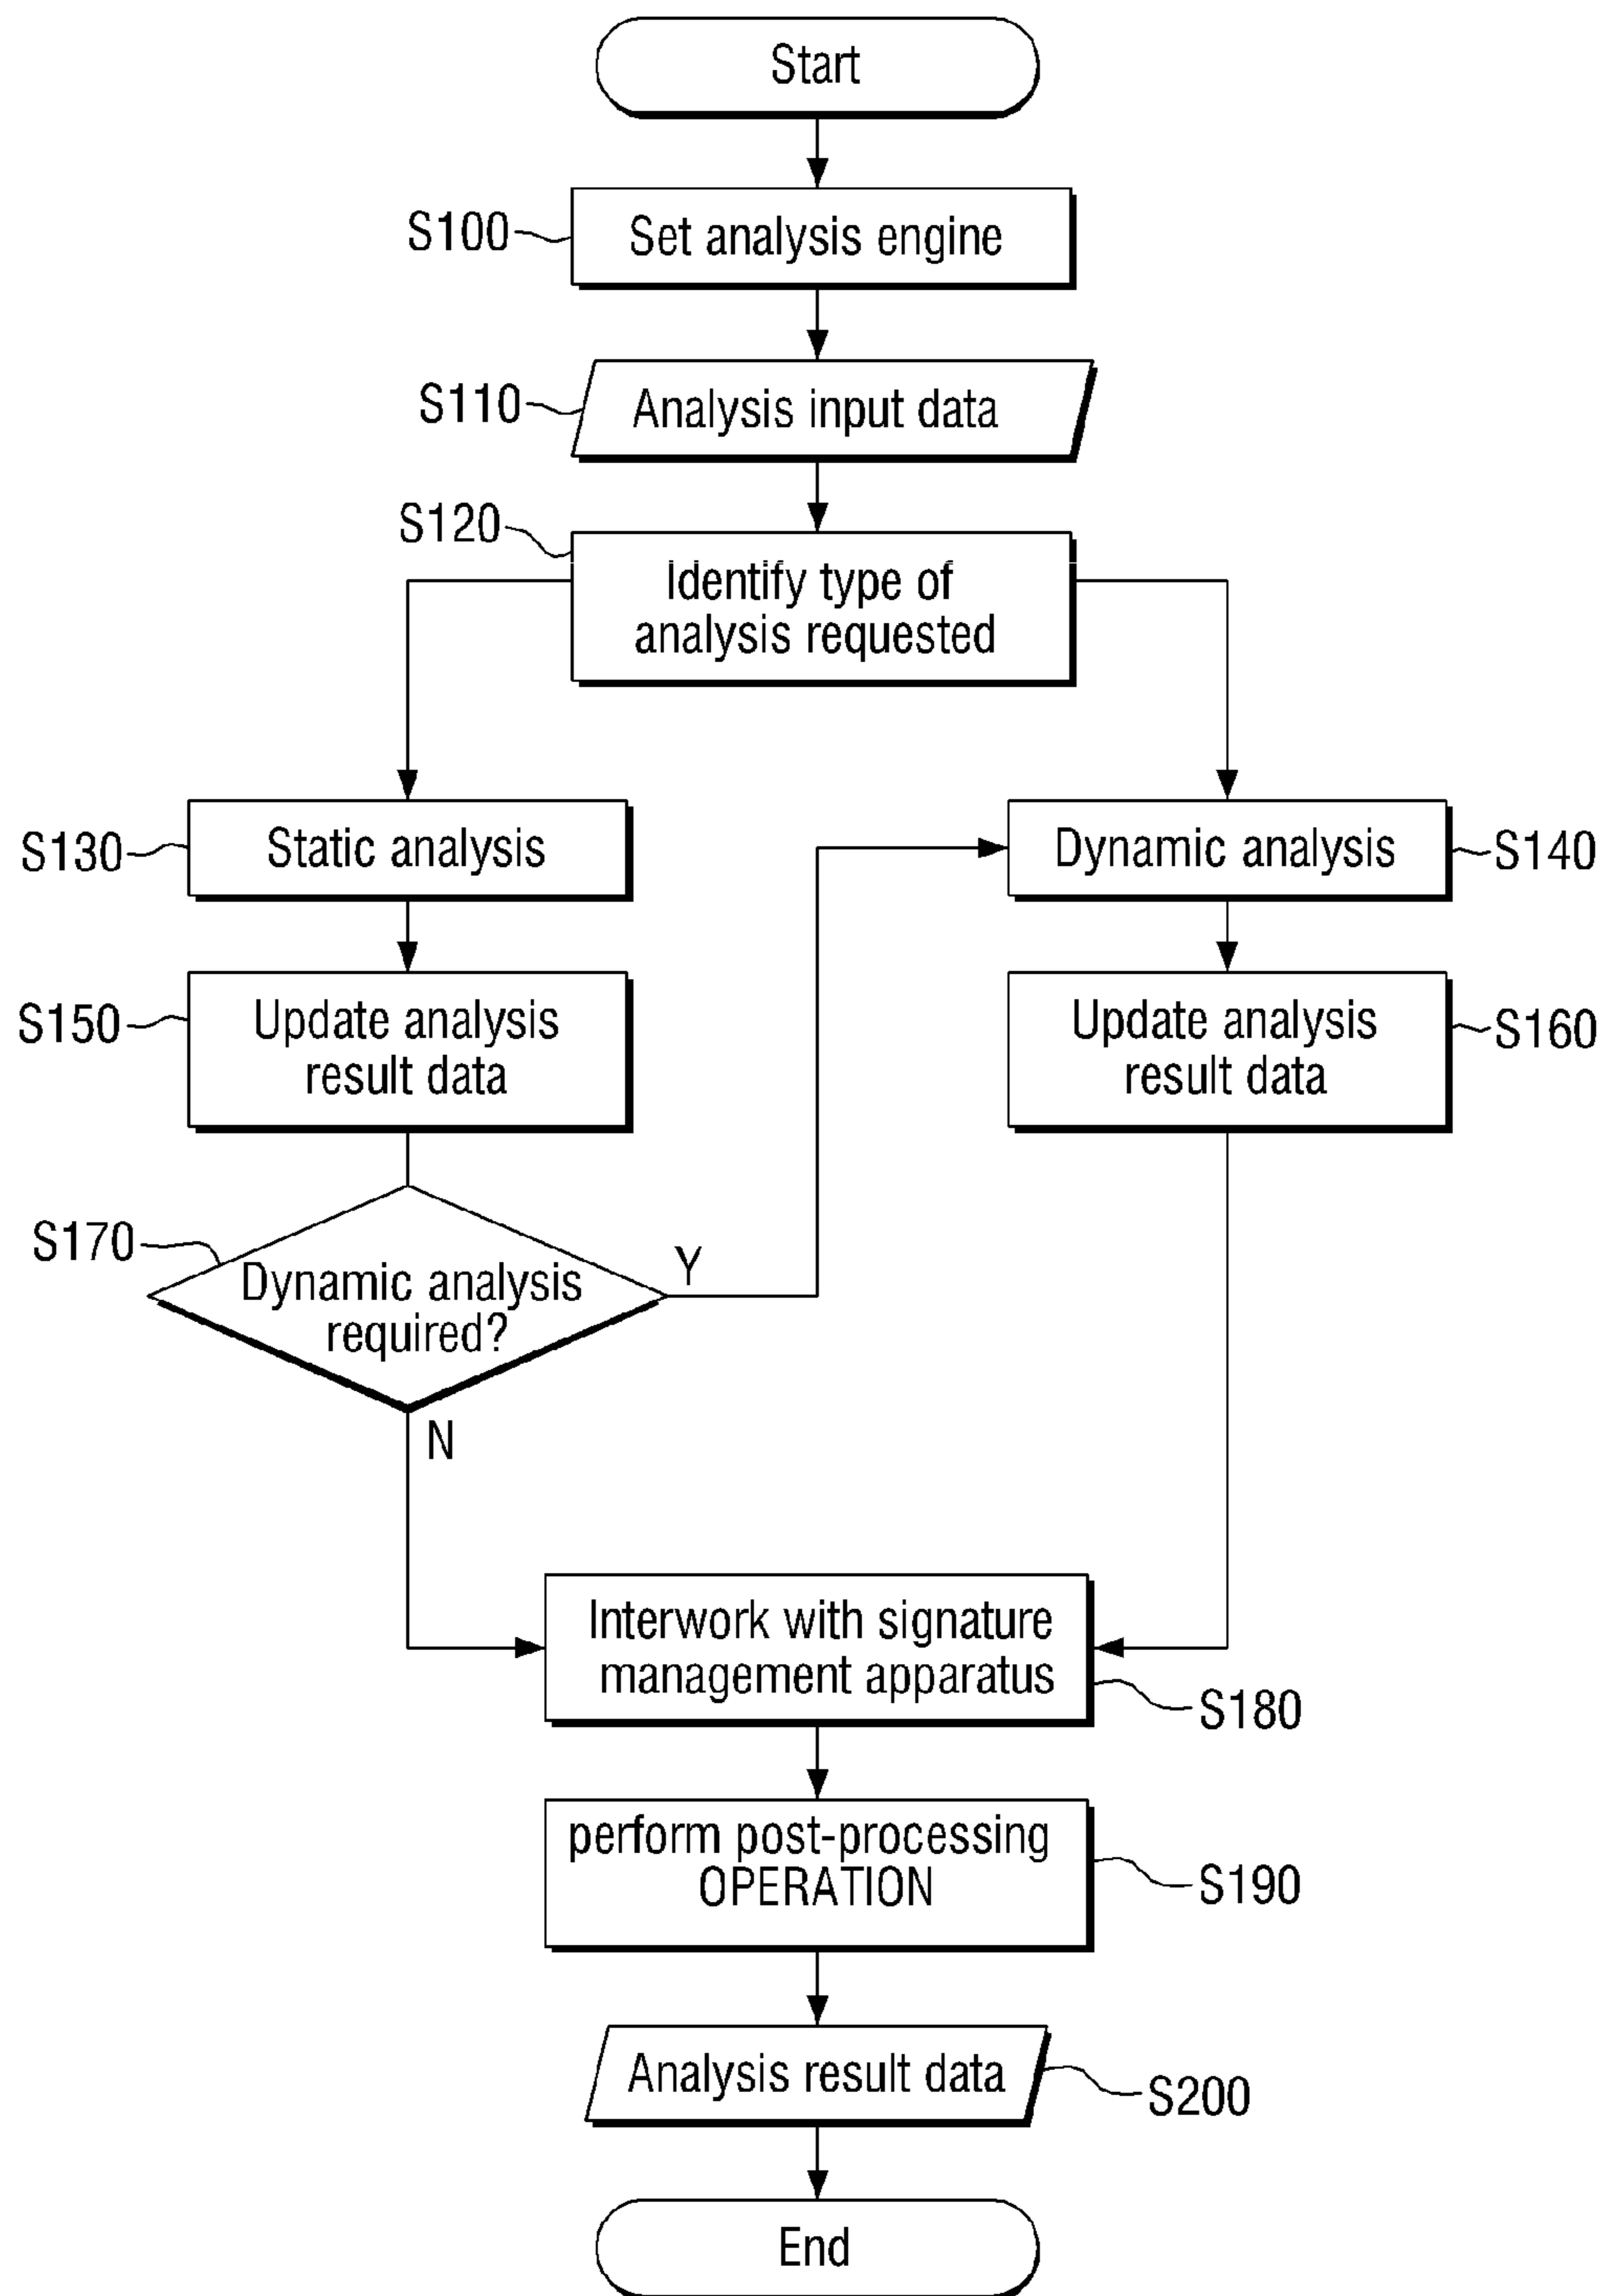 Start
S100
Set analysis engine
S110
Analysis input data
S120
Identify type of
analysis requested
S130
Static analysis
Dynamic analysis
S140
S150
Update analysis
result data
Update analysis
result data
S160
S170
Dynamic analysis
required?
Y
N
Interwork with signature
management apparatus
S180
perform post-processing
OPERATION
S190
Analysis result data
S200
End